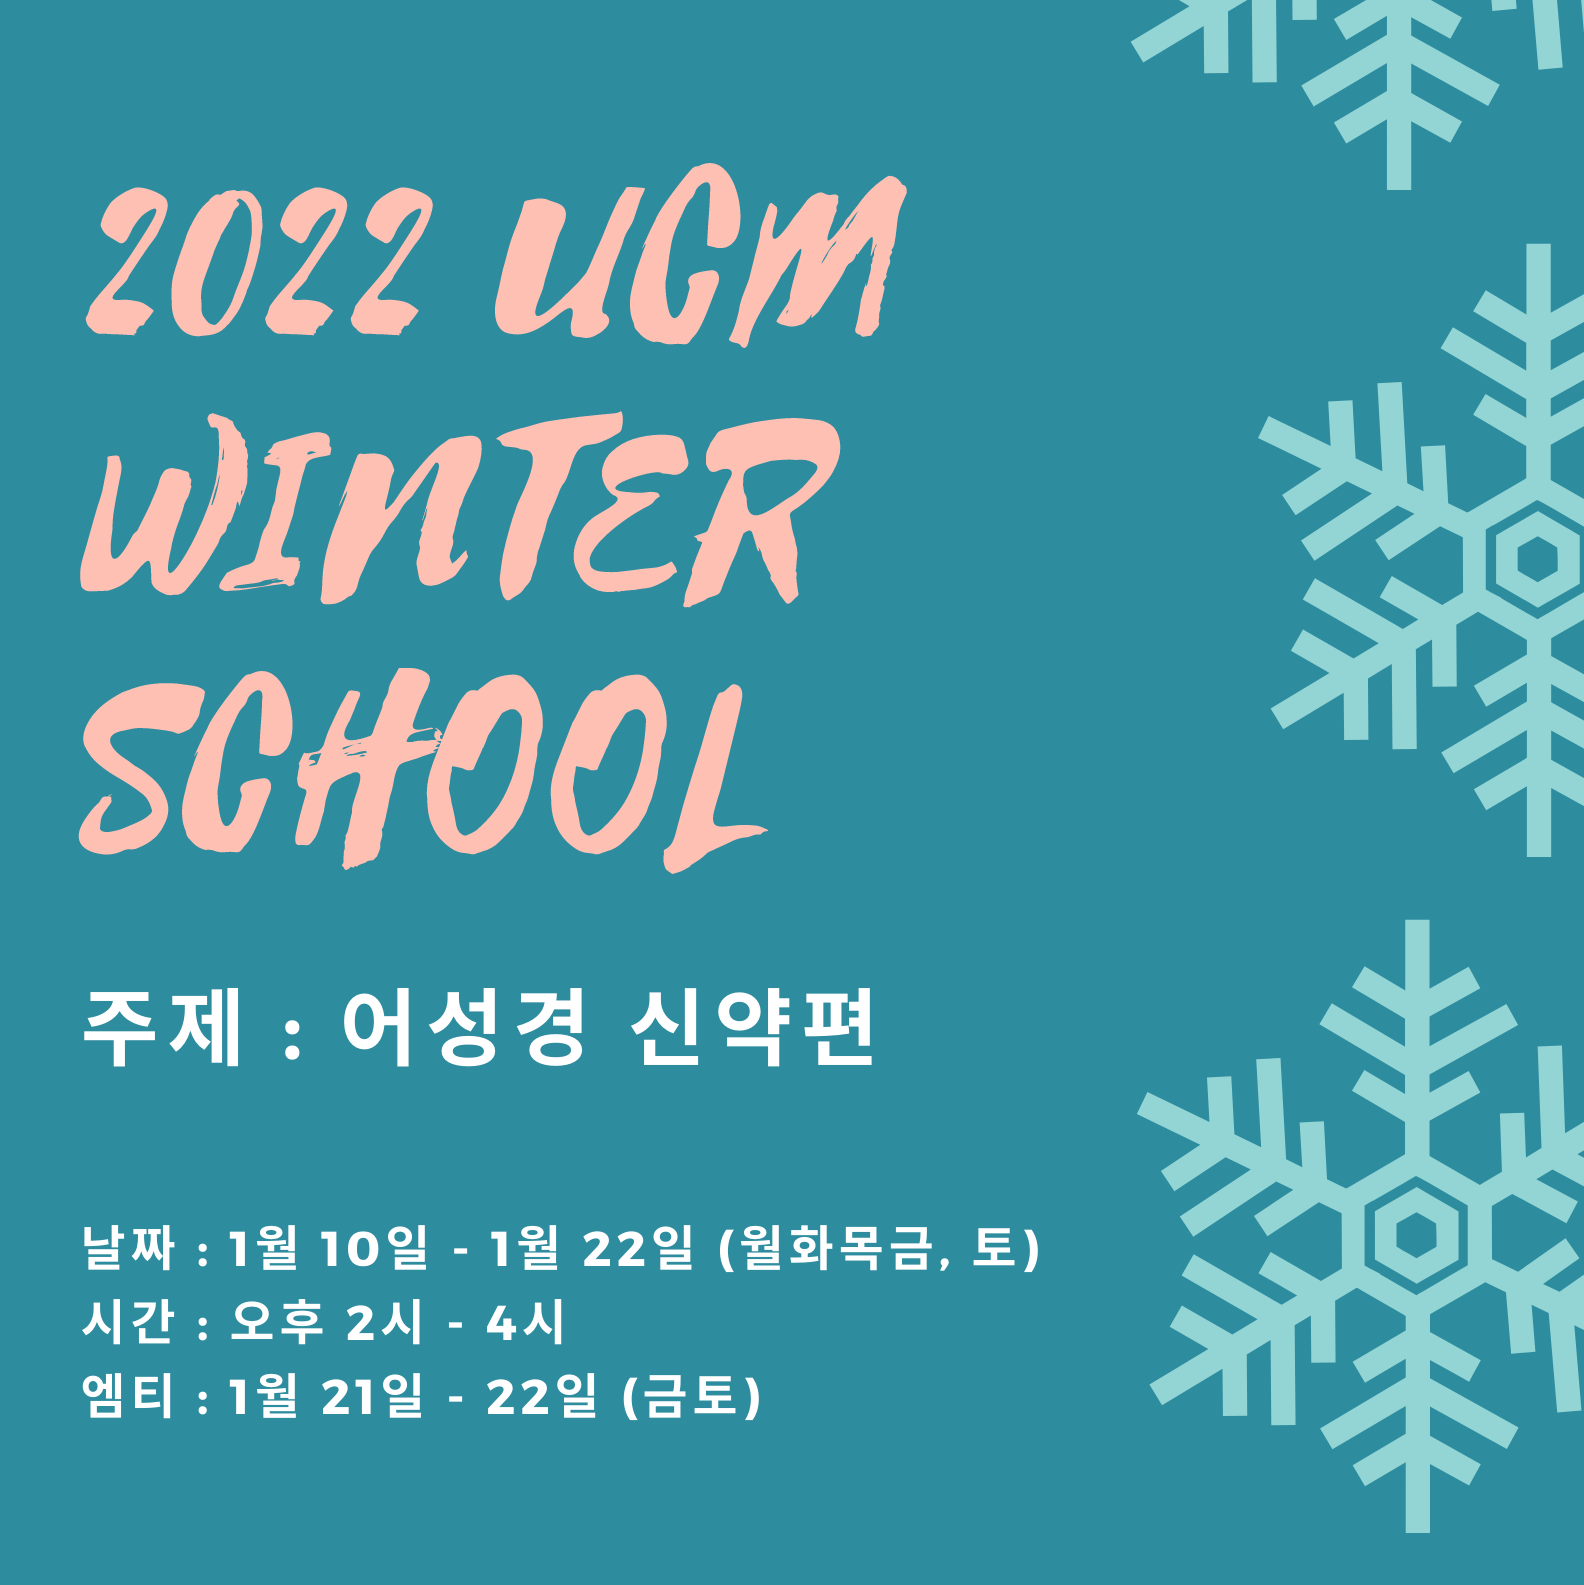 2022 UCM
WINTER
SCHOOL
주제 : 어성경 신약편
날짜 : 1월 10일 - 1월 22일 (월화목금, 토)
시간 : 오후 2시 - 4시
엠티 : 1월 21일 - 22일 (금토)